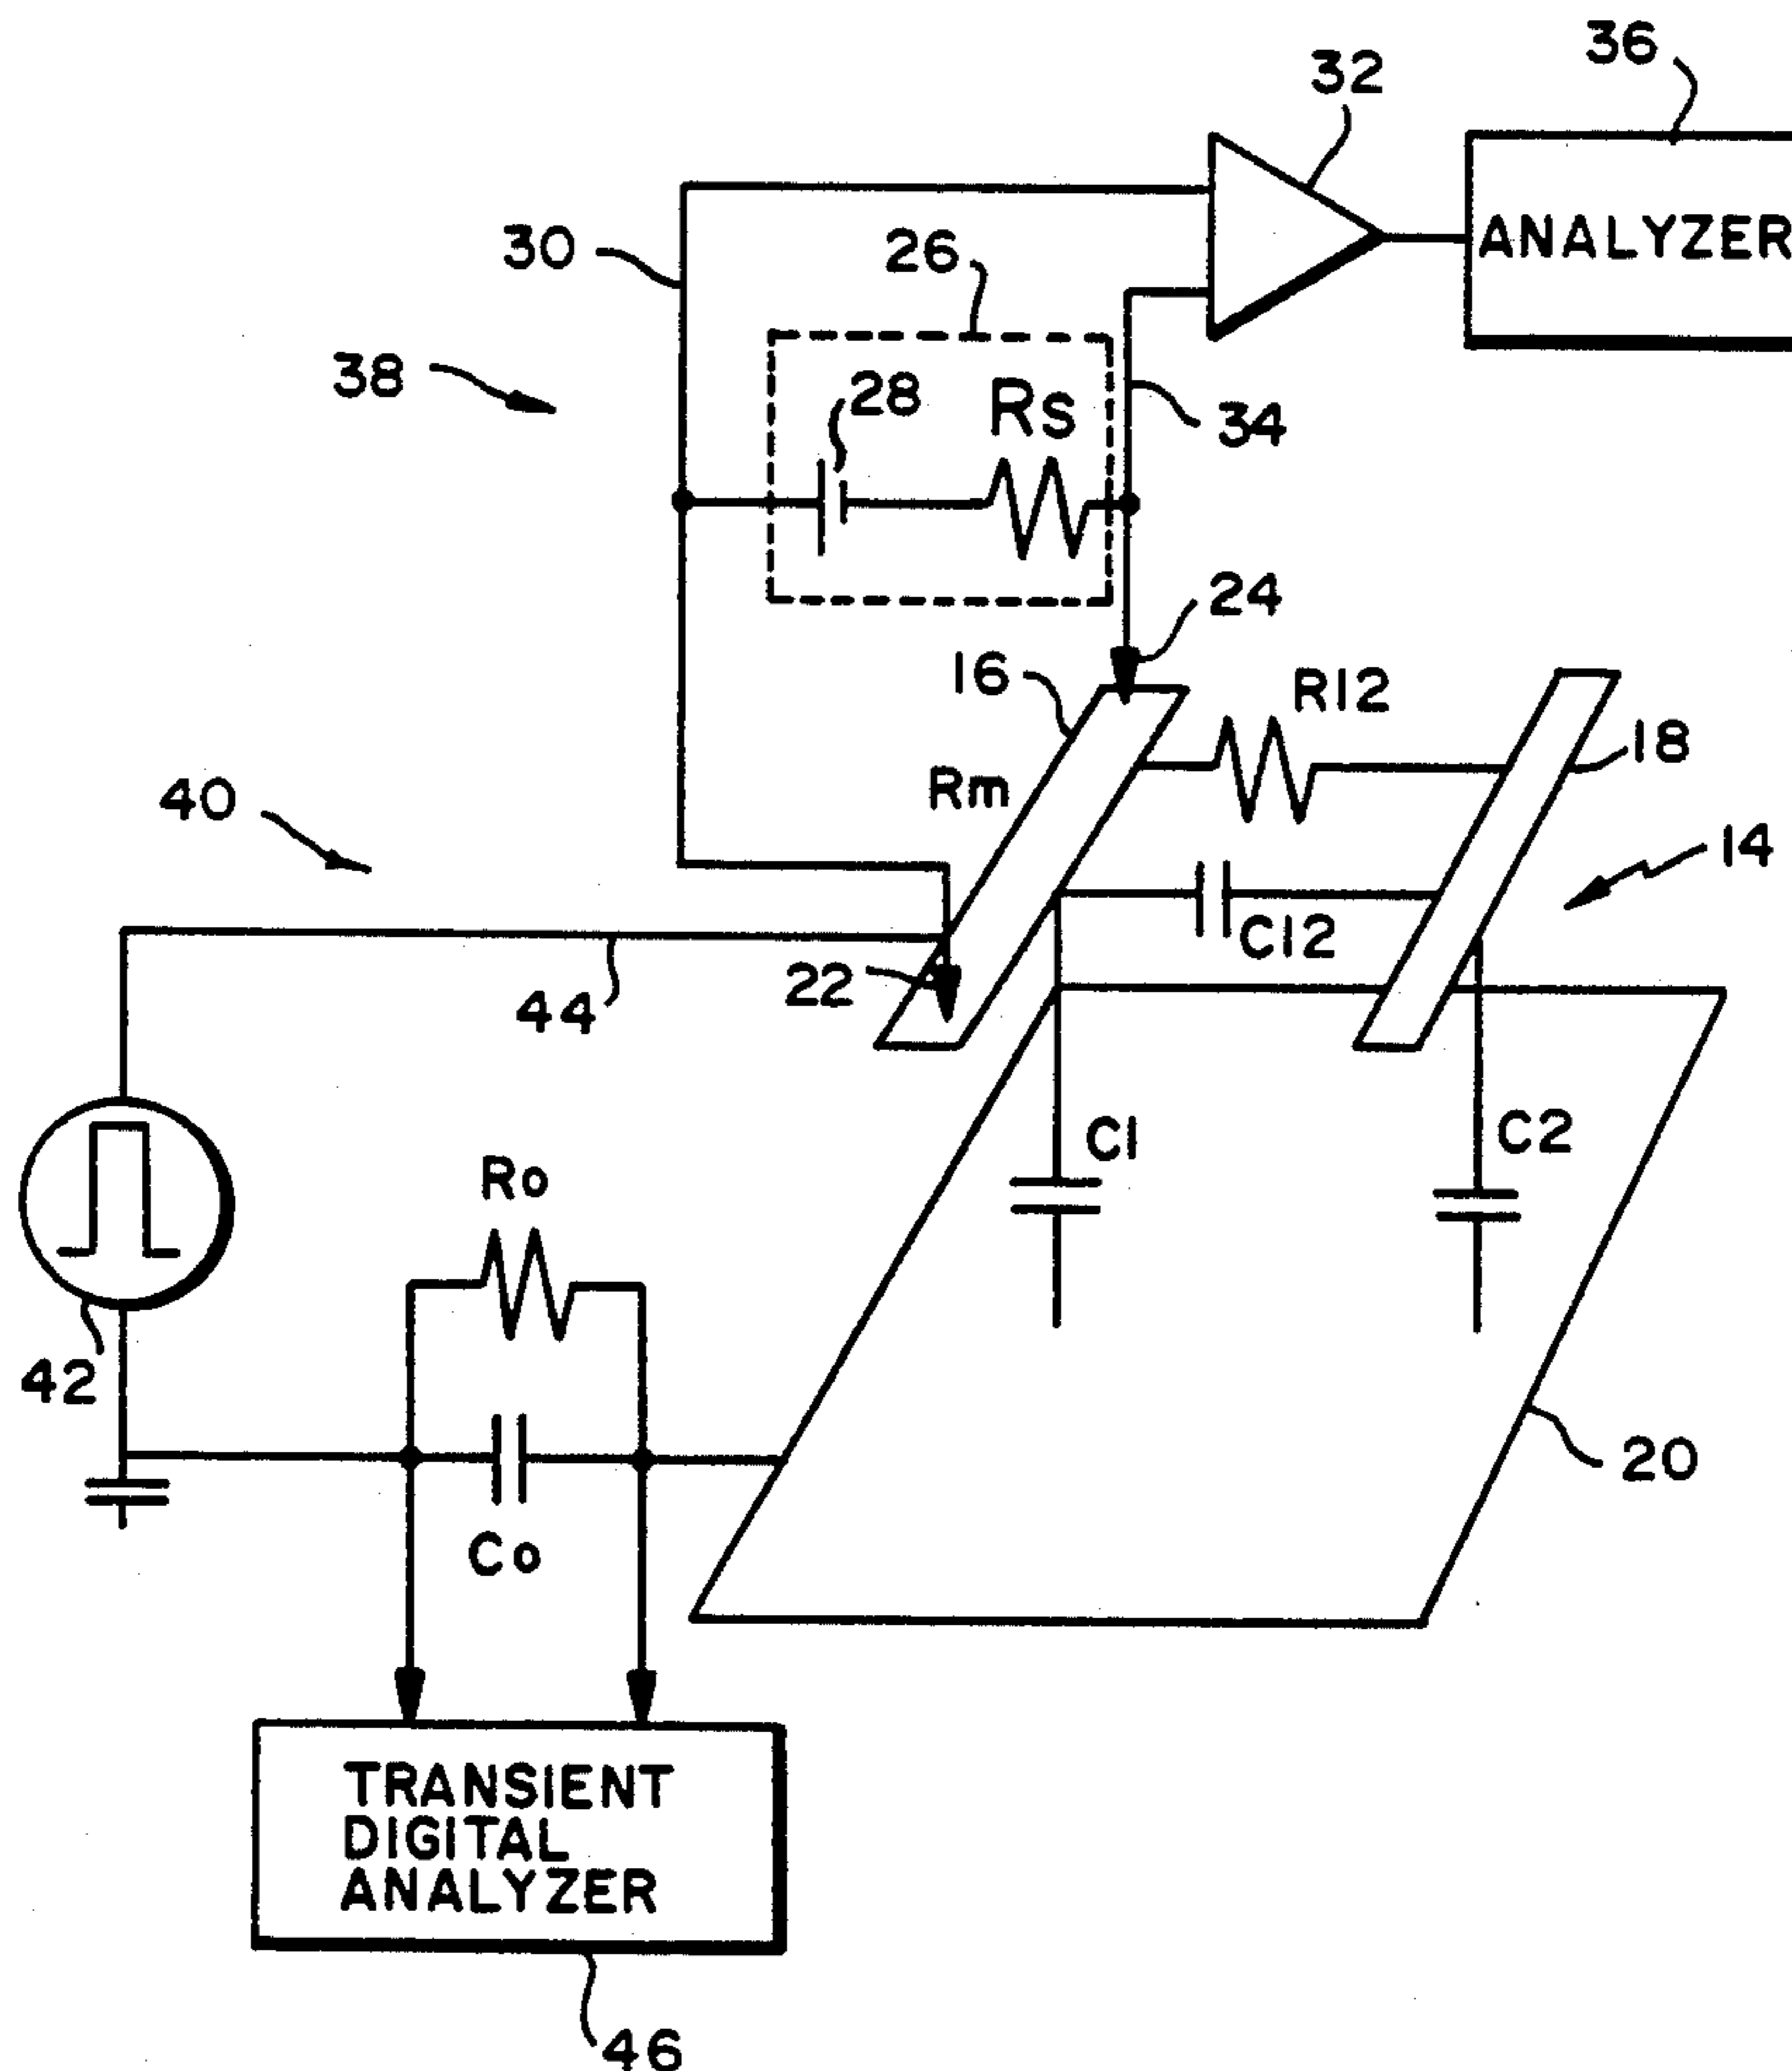 36
32
ANALYZER
30
26
38
28
Rs
34
24
16
R12
18
Rm
40
14
C12
22
44
C1
C2
Ro
42
20
Co
TRANSIENT
DIGITAL
ANALYZER
46